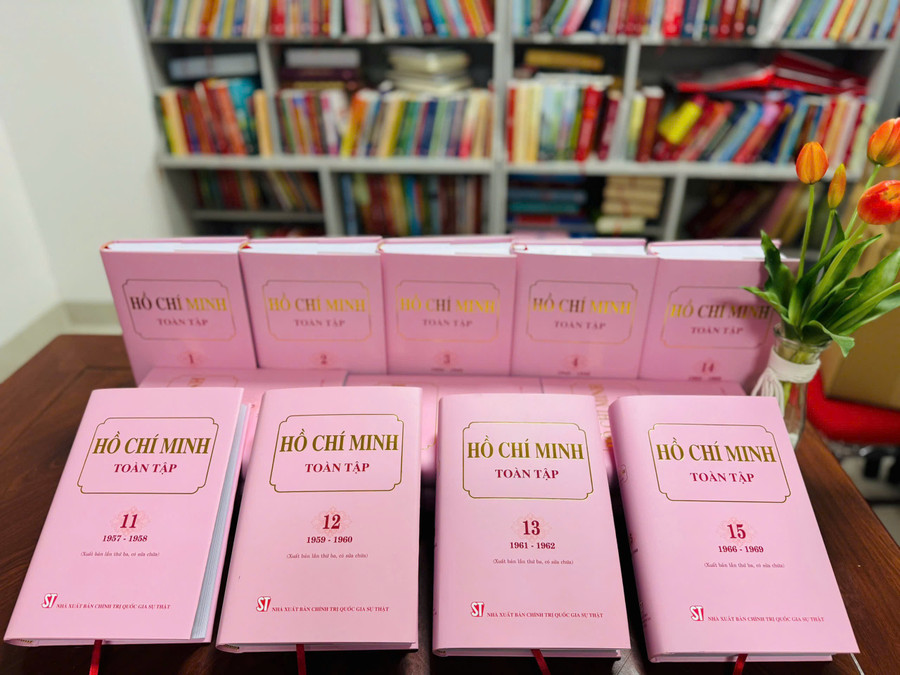 HỒ CHÍ MINH
TOÀN TẬP
1
HỒ CHÍ MINH
TOÀN TẬP
2
HỒ CHÍ MINH
TOÀN TẬP
3
HỒ CHÍ MINH
TOÀN TẬP
4
HỒ CHÍ MINH
TOÀN TẬP
14
HỒ CHÍ MINH
TOÀN TẬP
11
1957 - 1958
(Xuất bản lần thứ ba, có sửa chữa)
ST NHÀ XUẤT BẢN CHÍNH TRỊ QUỐC GIA SỰ THẬT
HỒ CHÍ MINH
TOÀN TẬP
12
1959 - 1960
(Xuất bản lần thứ ba, có sửa chữa)
ST NHÀ XUẤT BẢN CHÍNH TRỊ QUỐC GIA SỰ THẬT
HỒ CHÍ MINH
TOÀN TẬP
13
1961 - 1962
(Xuất bản lần thứ ba, có sửa chữa)
ST NHÀ XUẤT BẢN CHÍNH TRỊ QUỐC GIA SỰ THẬT
HỒ CHÍ MINH
TOÀN TẬP
15
1966 - 1969
(Xuất bản lần thứ ba, có sửa chữa)
ST NHÀ XUẤT BẢN CHÍNH TRỊ QUỐC GIA SỰ THẬT